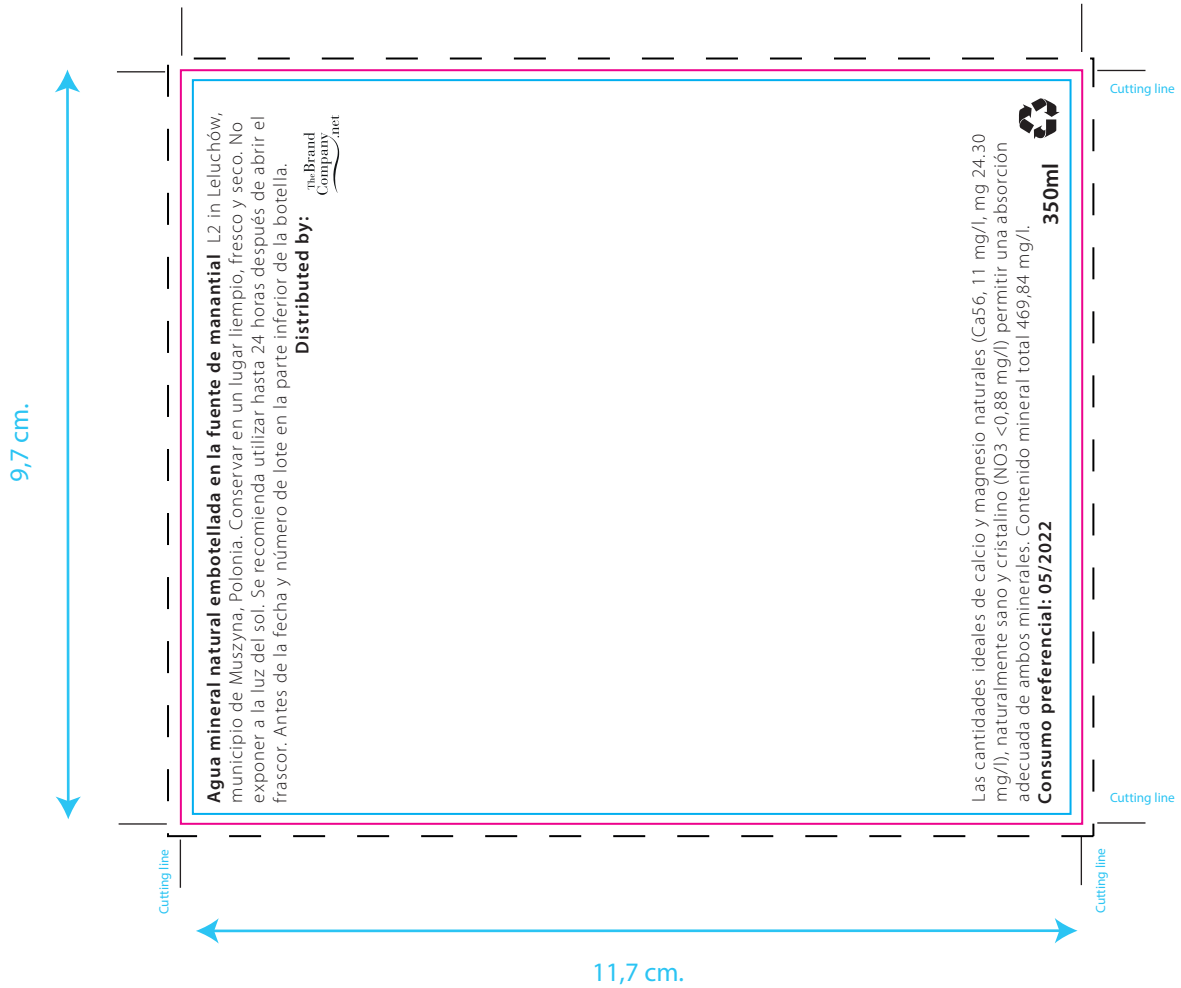 Cutting line
Agua mineral natural embotellada en la fuente de manantial L2 in Leluchów,
municipio de Muszyna, Polonia. Conservar en un lugar liempio, fresco y seco. No
exponer a la luz del sol. Se recomienda utilizar hasta 24 horas después de abrir el
frascor. Antes de la fecha y número de lote en la parte inferior de la botella.
Distributed by:
The Brand
Company
.net
Las cantidades ideales de calcio y magnesio naturales (Ca56, 11 mg/l, mg 24.30
mg/l), naturalmente sano y cristalino (NO3 <0,88 mg/l) permitir una absorción
adecuada de ambos minerales. Contenido mineral total 469,84 mg/l.
Consumo preferencial: 05/2022
350ml
9,7 cm.
Cutting line
Cutting line
Cutting line
11,7 cm.